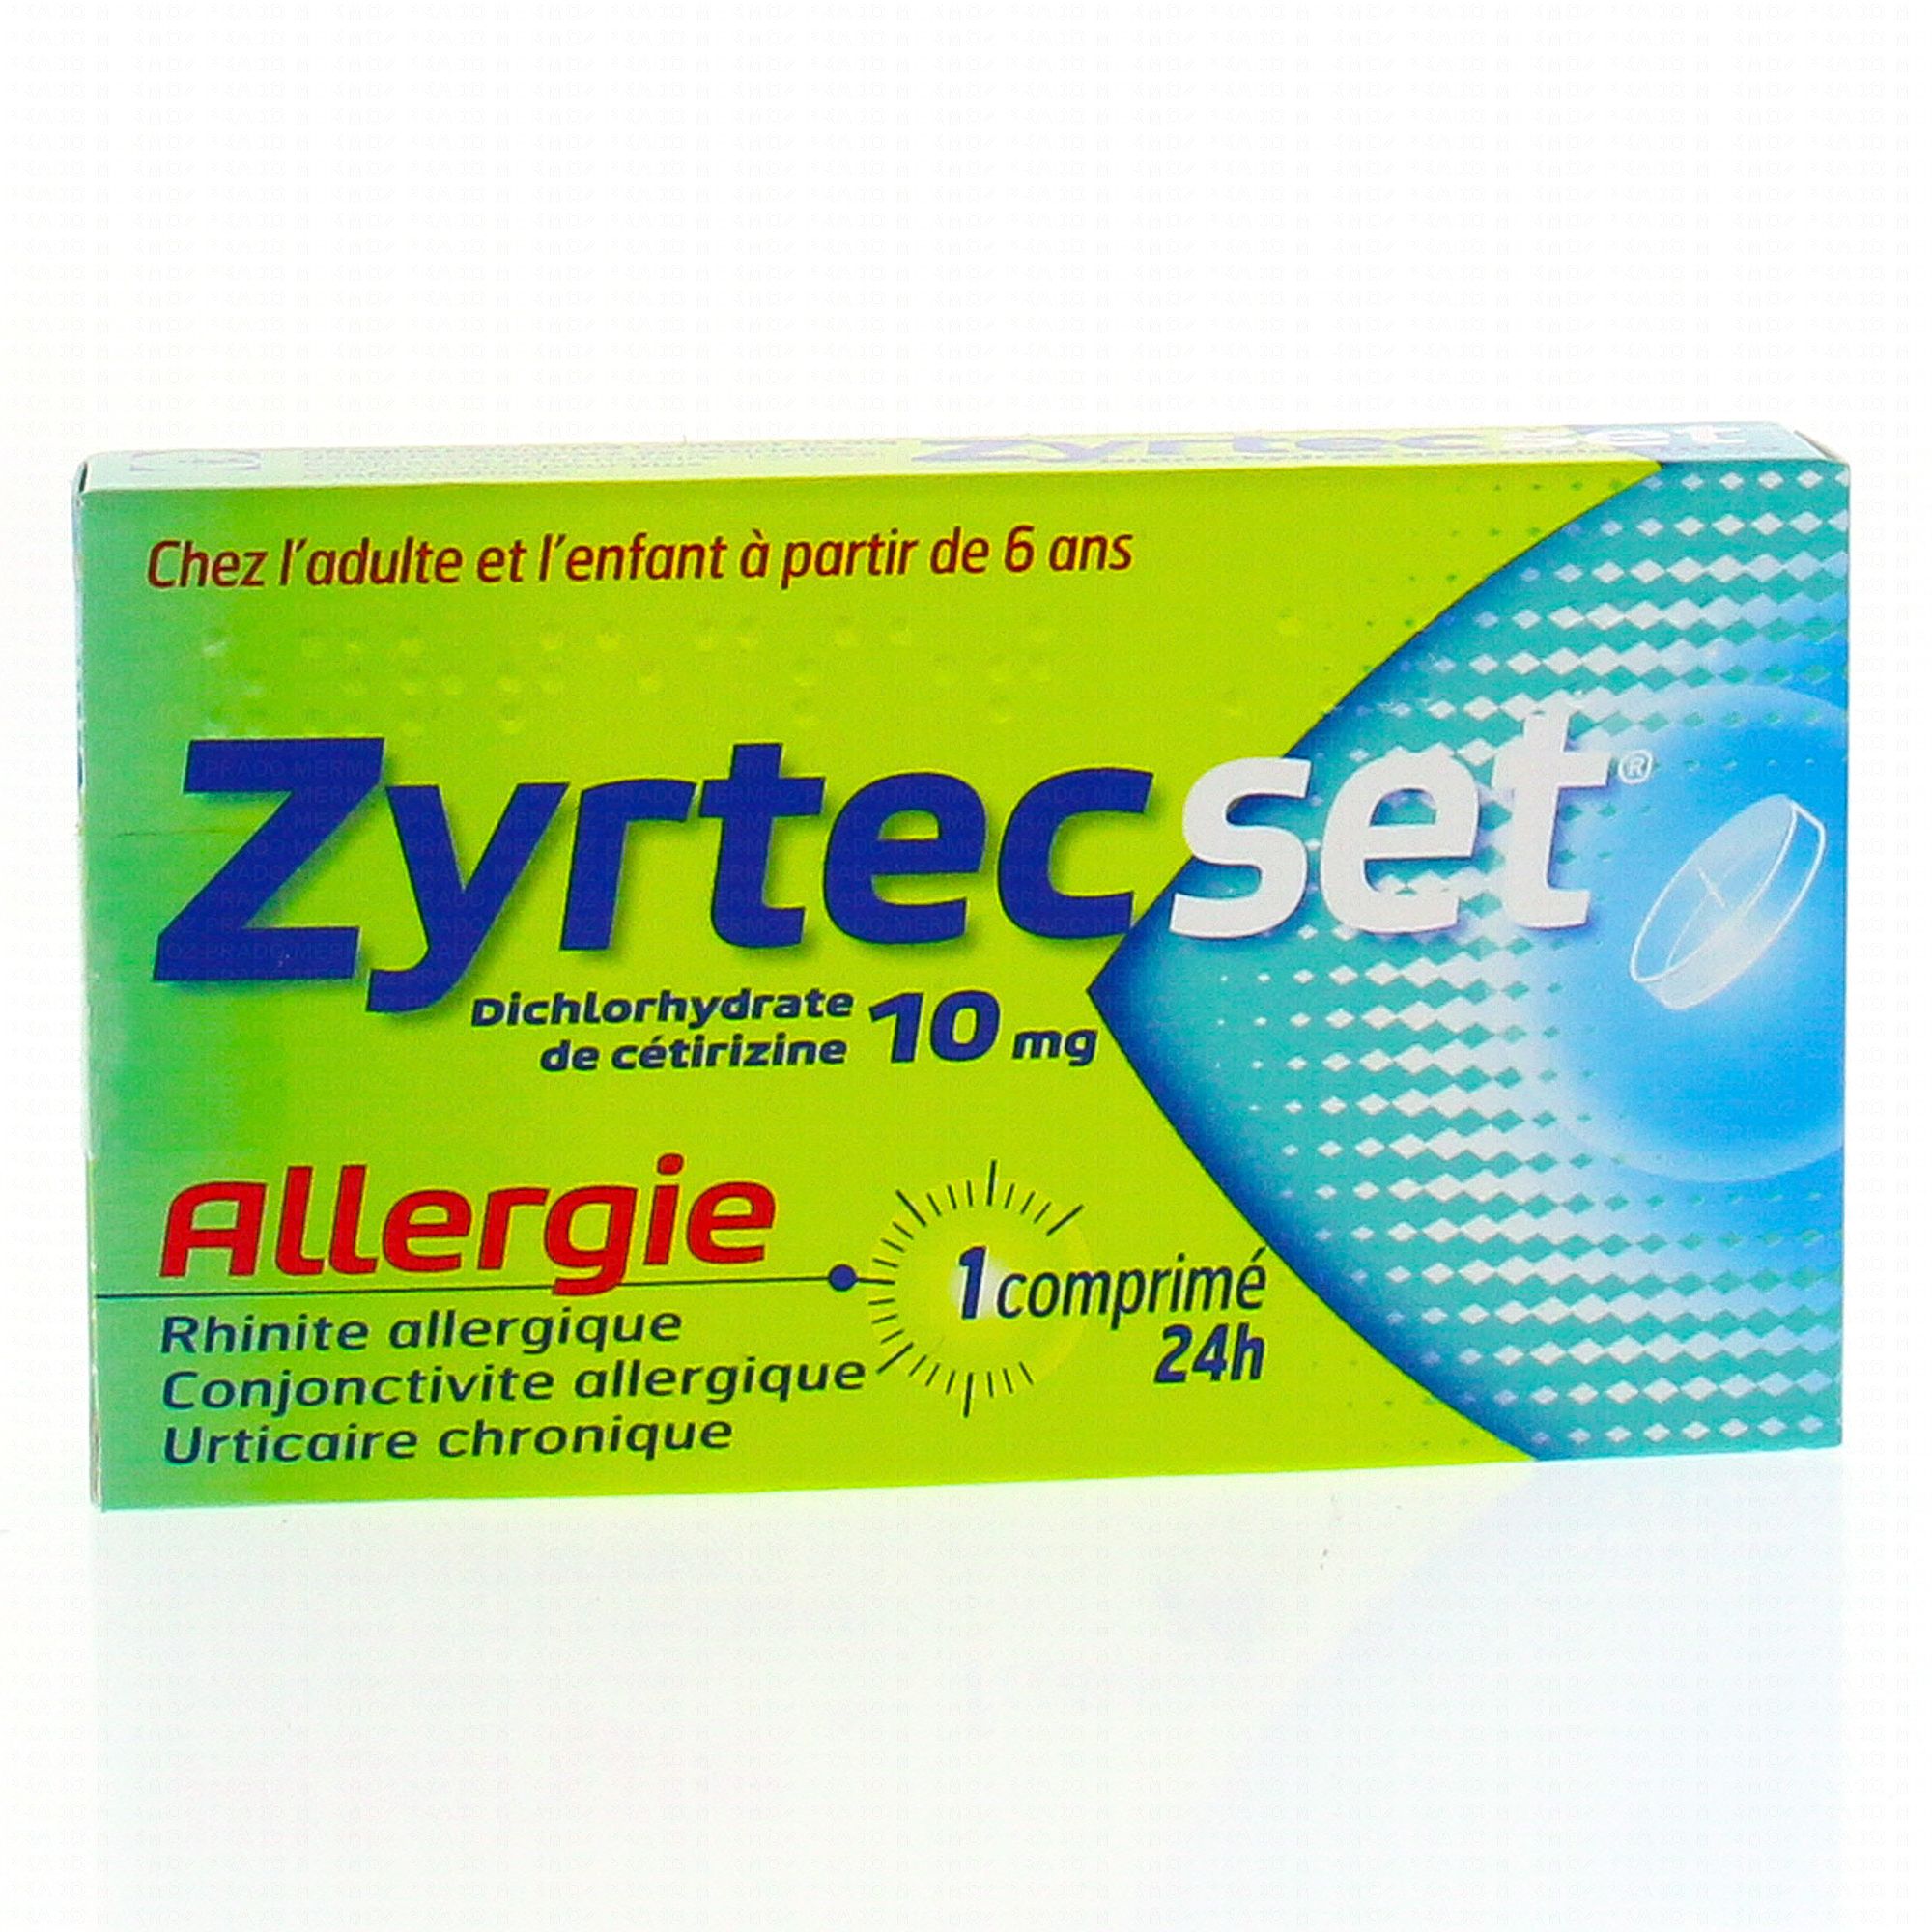 Zyrtecset
Chez l'adulte et l'enfant à partir de 6 ans
Zyrtecset®
Dichlorhydrate
de cétirizine 10 mg
Allergie
Rhinite allergique
Conjonctivite allergique
Urticaire chronique
1 comprimé
24h